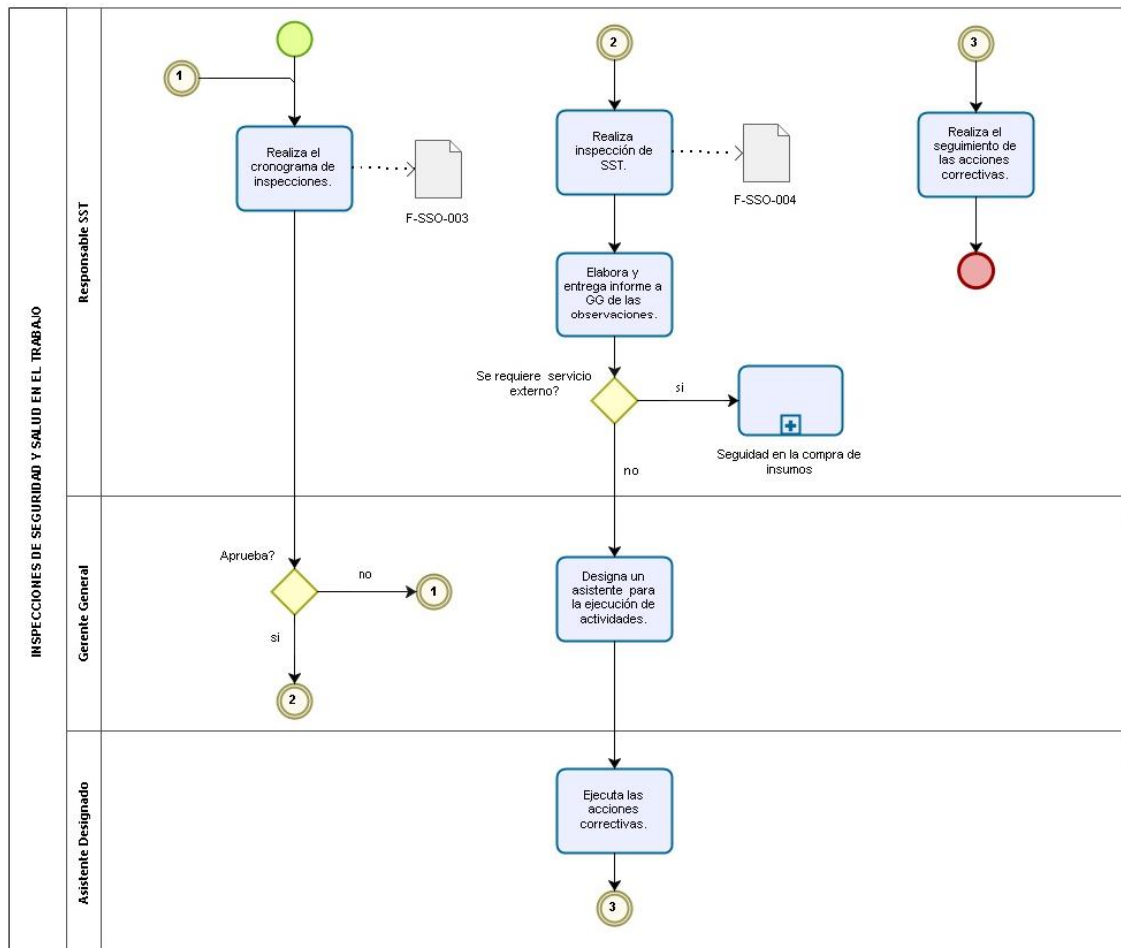 INSPECCIONES DE SEGURIDAD Y SALUD EN EL TRABAJO
Responsable SST
1
Realiza el
cronograma de
inspecciones.
F-SSO-003
2
Realiza
inspección de
SST.
F-SSO-004
Elabora y
entrega informe a
GG de las
observaciones.
Se requiere servicio
externo?
si
Seguidad en la compra de
insumos
no
3
Realiza el
seguimiento de
las acciones
correctivas.
Gerente General
Aprueba?
no
1
si
2
Designa un
asistente para
la ejecución de
actividades.
Asistente Designado
Ejecuta las
acciones
correctivas.
3